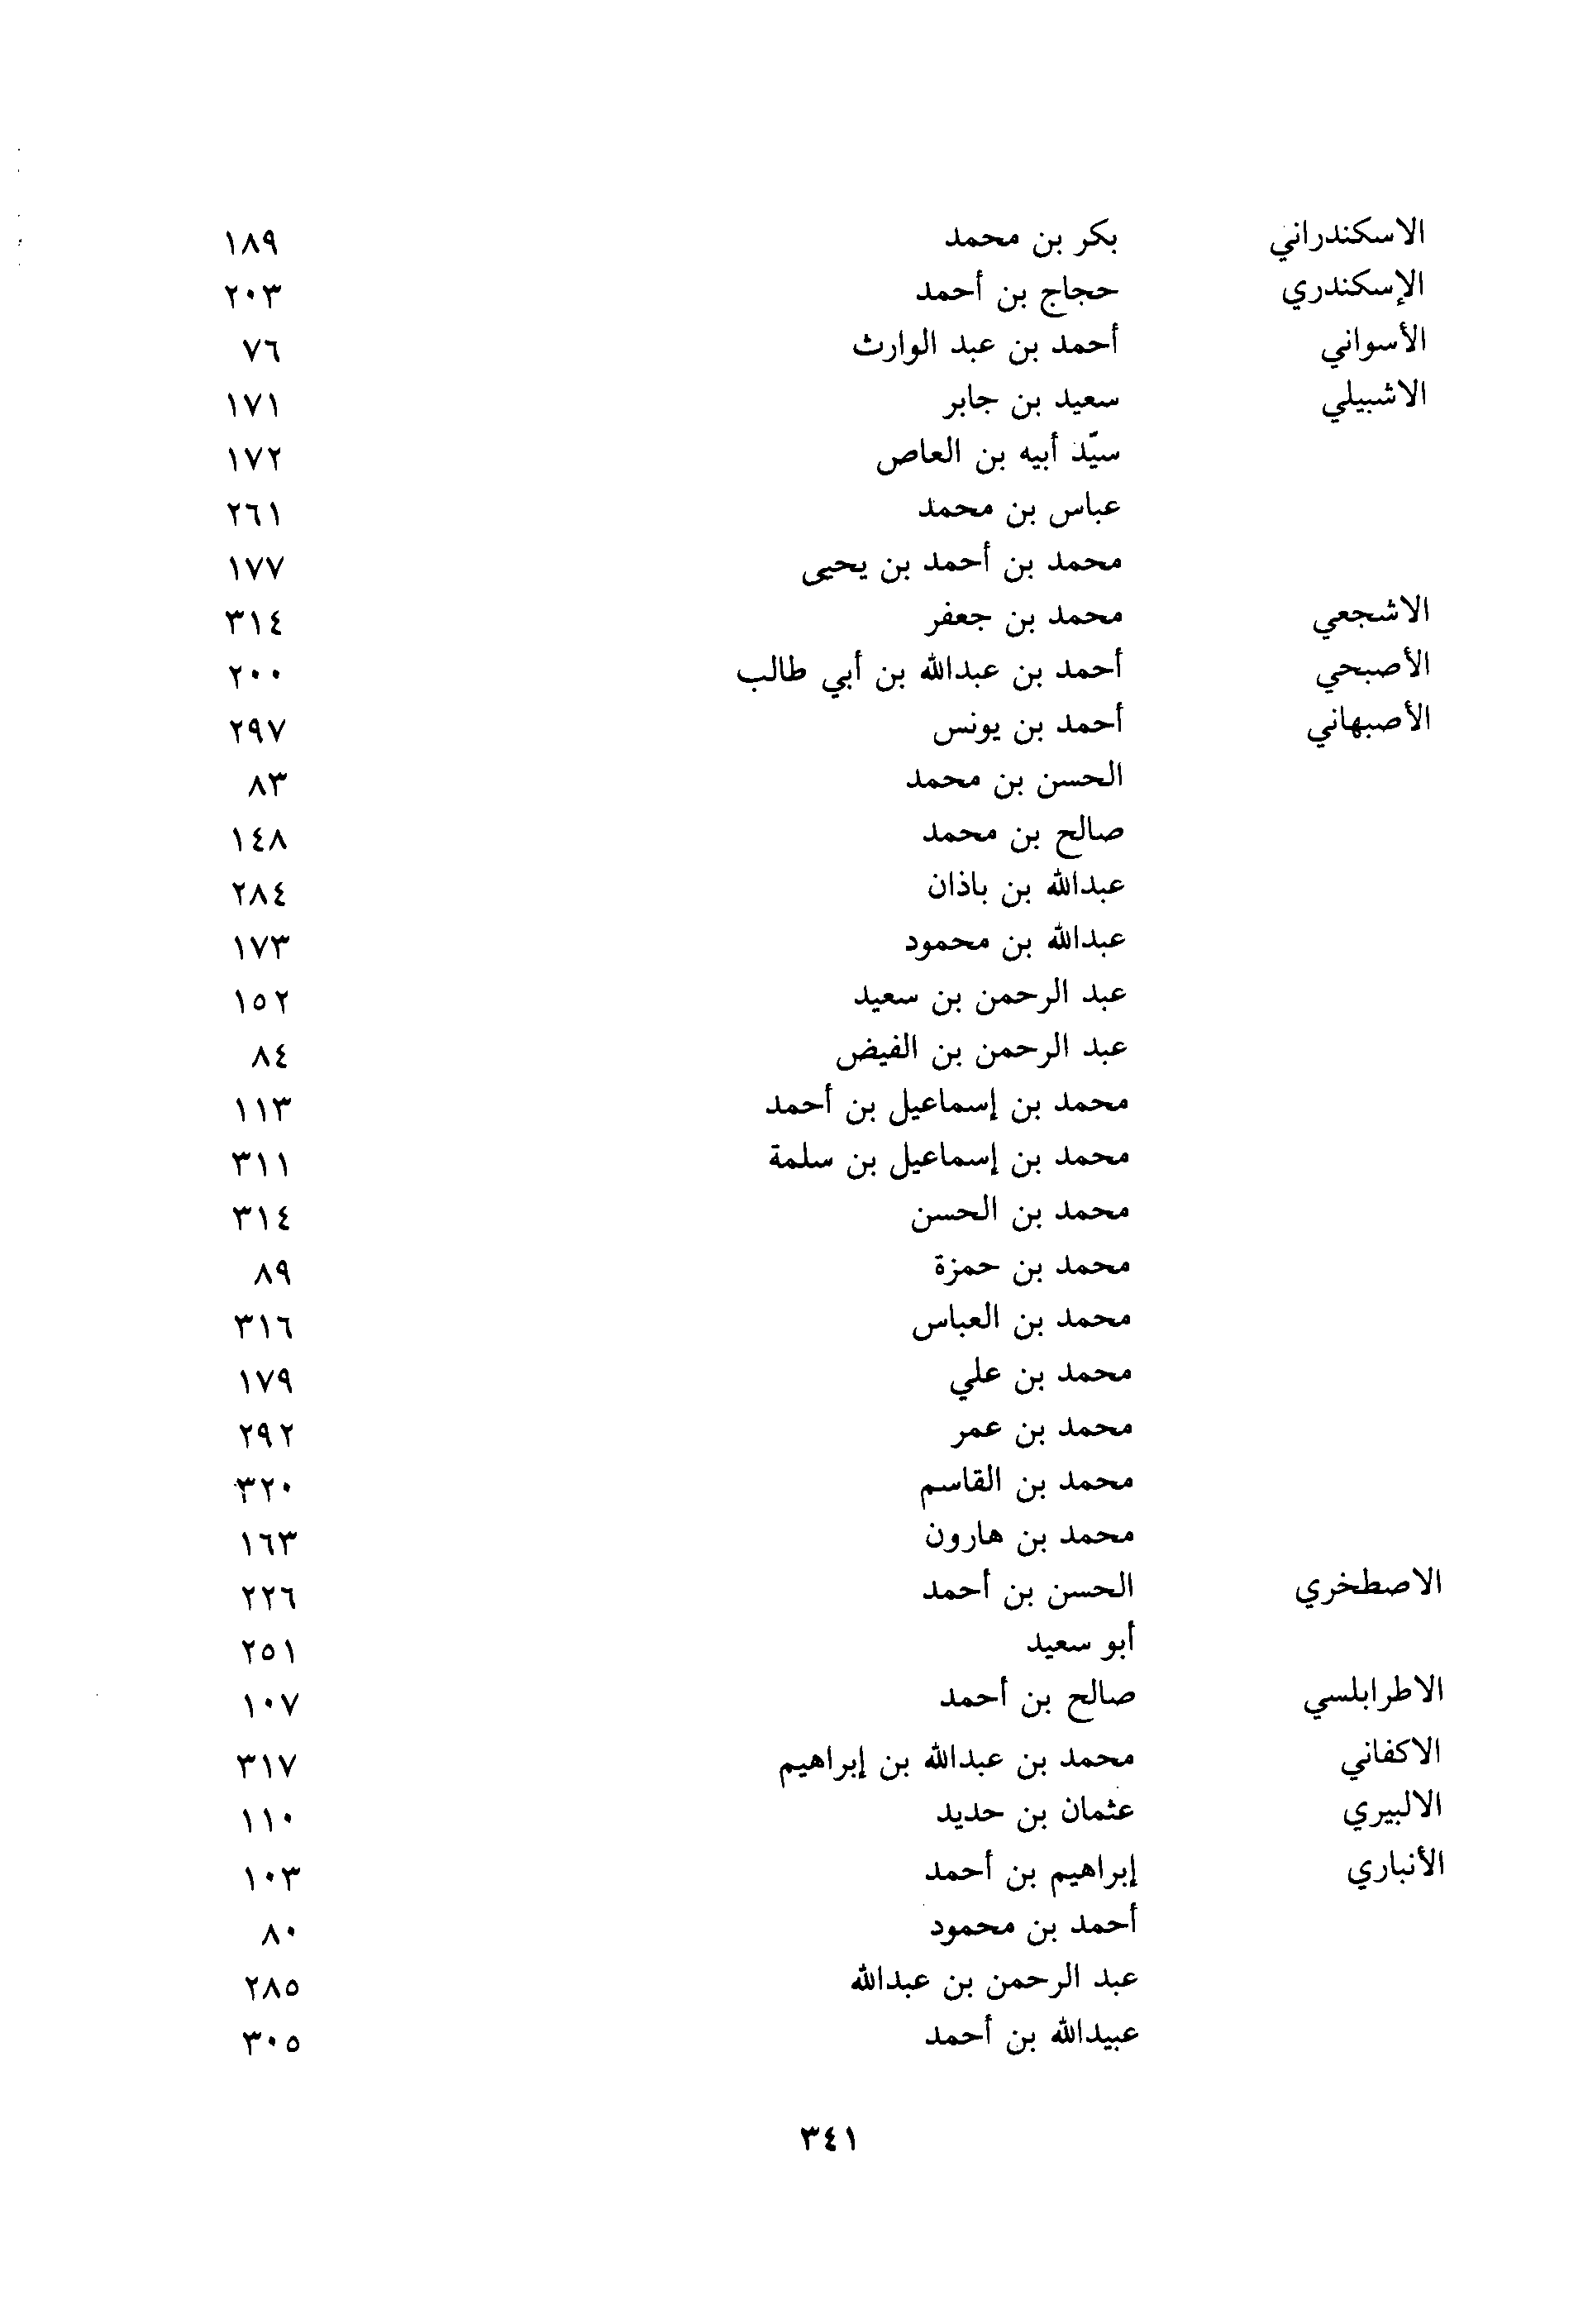 الاسكندراني بكر بن محمد ١٨٩
الإسكندري حجاج بن أحمد ٢٠٣
الأسواني أحمد بن عبد الوارث ٧٦
الاشبيلي سعيد بن جابر ١٧١
سيّد أبيه بن العاص ١٧٢
عباس بن محمد ٢٦١
محمد بن أحمد بن يحيى ١٧٧
الاشجعي محمد بن جعفر ٣١٤
الأصبحي أحمد بن عبدالله بن أبي طالب ٢٠٠
الأصبهاني أحمد بن يونس ٢٩٧
الحسن بن محمد ٨٣
صالح بن محمد ١٤٨
عبدالله بن باذان ٢٨٤
عبدالله بن محمود ١٧٣
عبد الرحمن بن سعيد ١٥٢
عبد الرحمن بن الفيض ٨٤
محمد بن إسماعيل بن أحمد ١١٣
محمد بن إسماعيل بن سلمة ٣١١
محمد بن الحسن ٣١٤
محمد بن حمزة ٨٩
محمد بن العباس ٣١٦
محمد بن علي ١٧٩
محمد بن عمر ٢٩٢
محمد بن القاسم ٣٢٠
محمد بن هارون ١٦٣
الاصطخري الحسن بن أحمد ٢٢٦
أبو سعيد ٢٥١
الاطرابلسي صالح بن أحمد ١٠٧
الاكفاني محمد بن عبدالله بن إبراهيم ٣١٧
الالبيري عثمان بن حديد ١١٠
الأنباري إبراهيم بن أحمد ١٠٣
أحمد بن محمود ٨٠
عبد الرحمن بن عبدالله ٢٨٥
عبيدالله بن أحمد ٣٠٥
٣٤١